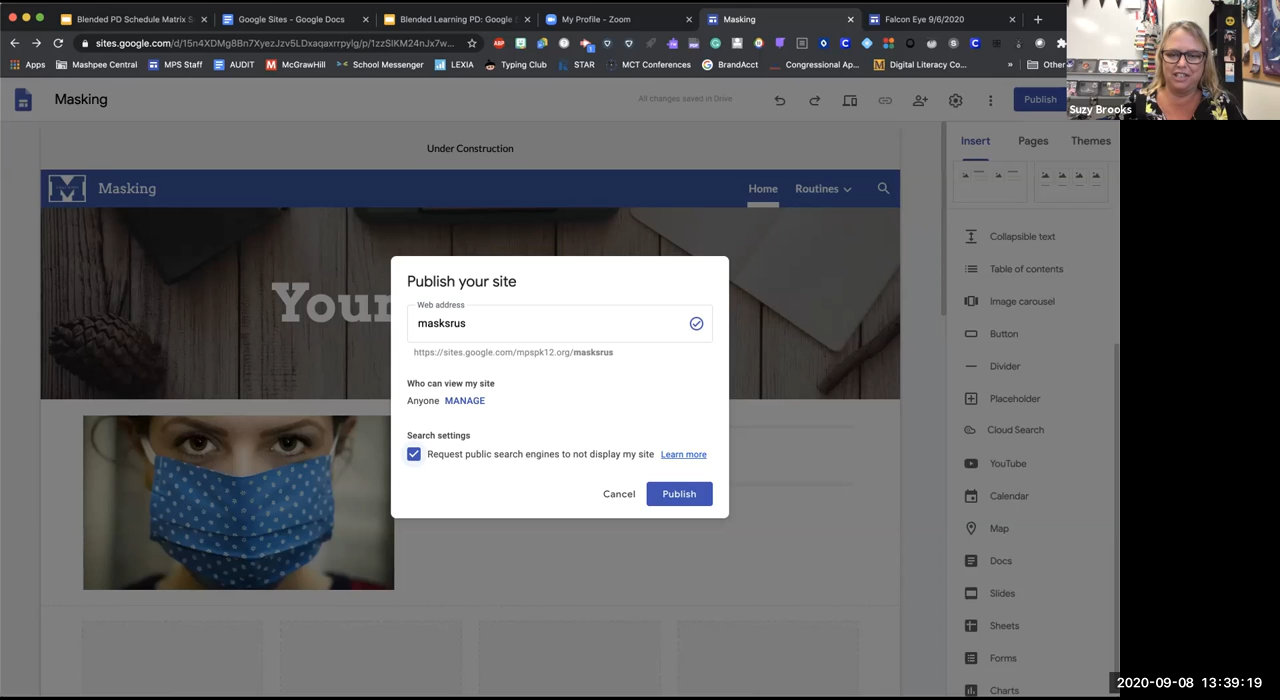 Blended PD Schedule Matrix S
Google Sites - Google Docs
Blended Learning PD: Google
My Profile - Zoom
Masking
Falcon Eye 9/6/2020
sites.google.com/d/15n4XDMg8Bn7XyezJzv5LDxaqaxrrpylg/p/1zzSIKM24nJx7w...
Apps
Mashpee Central
MPS Staff
AUDIT
McGrawHill
School Messenger
LEXIA
Typing Club
STAR
MCT Conferences
BrandAcct
Congressional Ap...
Digital Literacy Co...
»
Other
Suzy Brooks
Masking
All changes saved in Drive
Publish
Under Construction
Insert
Pages
Themes
Masking
Home
Routines
Your
Collapsible text
Table of contents
Image carousel
Button
Divider
Placeholder
Cloud Search
YouTube
Calendar
Map
Docs
Slides
Sheets
Forms
Charts
Publish your site
Web address
masksrus
https://sites.google.com/mpspk12.org/masksrus
Who can view my site
Anyone MANAGE
Search settings
Request public search engines to not display my site Learn more
Cancel
Publish
2020-09-08 13:39:19